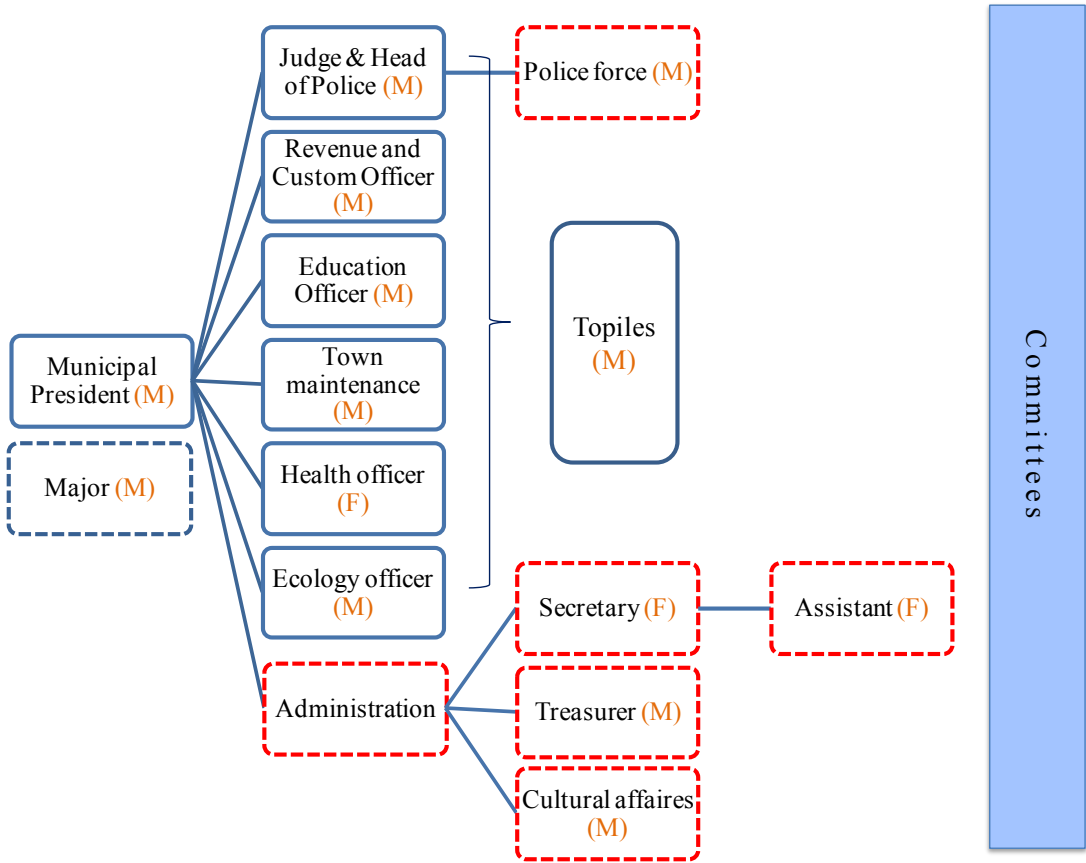 Judge & Head
of Police (M)
Police force (M)
Revenue and
Custom Officer
(M)
Education
Officer (M)
Topiles
(M)
Municipal
President (M)
Town
maintenance
(M)
Major (M)
Health officer
(F)
Ecology officer
(M)
Secretary (F)
Assistant (F)
Administration
Treasurer (M)
Cultural affaires
(M)
Committees